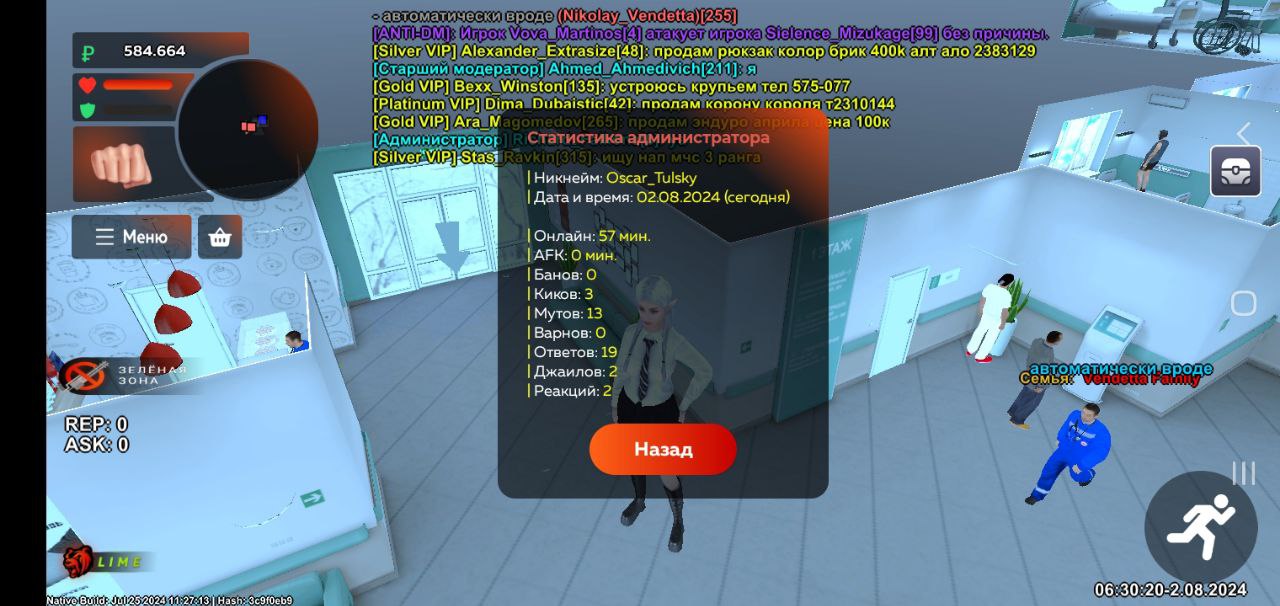 584.664
Меню
ЗЕЛЁНАЯ
ЗОНА
REP: 0
ASK: 0
LIME
Native Build: Jul 25 2024 11:27:13 | Hash: 3c9f0eb9
- автоматически вроде (Nikolay_Vendetta)[255]
[ANTI-DM]: Игрок Vova_Martinos[4] атакует игрока Sielence_Mizukage[99] без причины.
[Silver VIP] Alexander_Extrasize[48]: продам рюкзак колор брик 400k алт ало 2383129
[Старший модератор] Ahmed_Ahmedivich[211]: я
[Gold VIP] Bexx_Winston[135]: устроюсь крупьем тел 575-077
[Platinum VIP] Dima_Dubaistic[42]: продам корону короля т2310144
[Gold VIP] Ara_Magomedov[265]: продам эндуро априла цена 100к
[Администратор]
[Silver VIP] Stas_Ravkin[315]: ищу нап мчс 3 ранга
Статистика администратора
Никнейм: Oscar_Tulsky
Дата и время: 02.08.2024 (сегодня)
Онлайн: 57 мин.
AFK: 0 мин.
Банов: 0
Киков: 3
Мутов: 13
Варнов: 0
Ответов: 19
Джаилов: 2
Реакций: 2
Назад
1 ЭТАЖ
автоматически вроде
Семья: Vendetta Family
06:30:20-2.08.2024